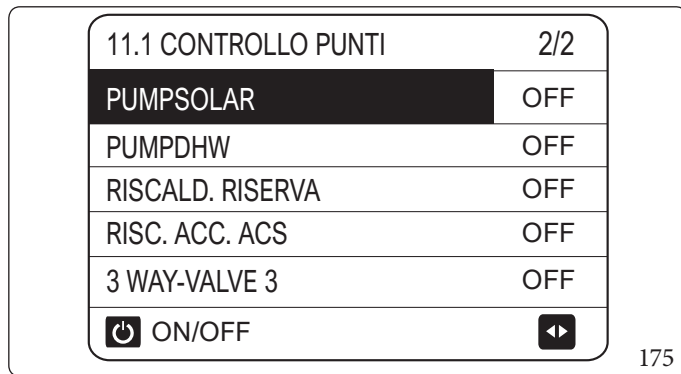 11.1 CONTROLLO PUNTI 2/2
PUMPSOLAR OFF
PUMPDHW OFF
RISCALD. RISERVA OFF
RISC. ACC. ACS OFF
3 WAY-VALVE 3 OFF
ON/OFF
175